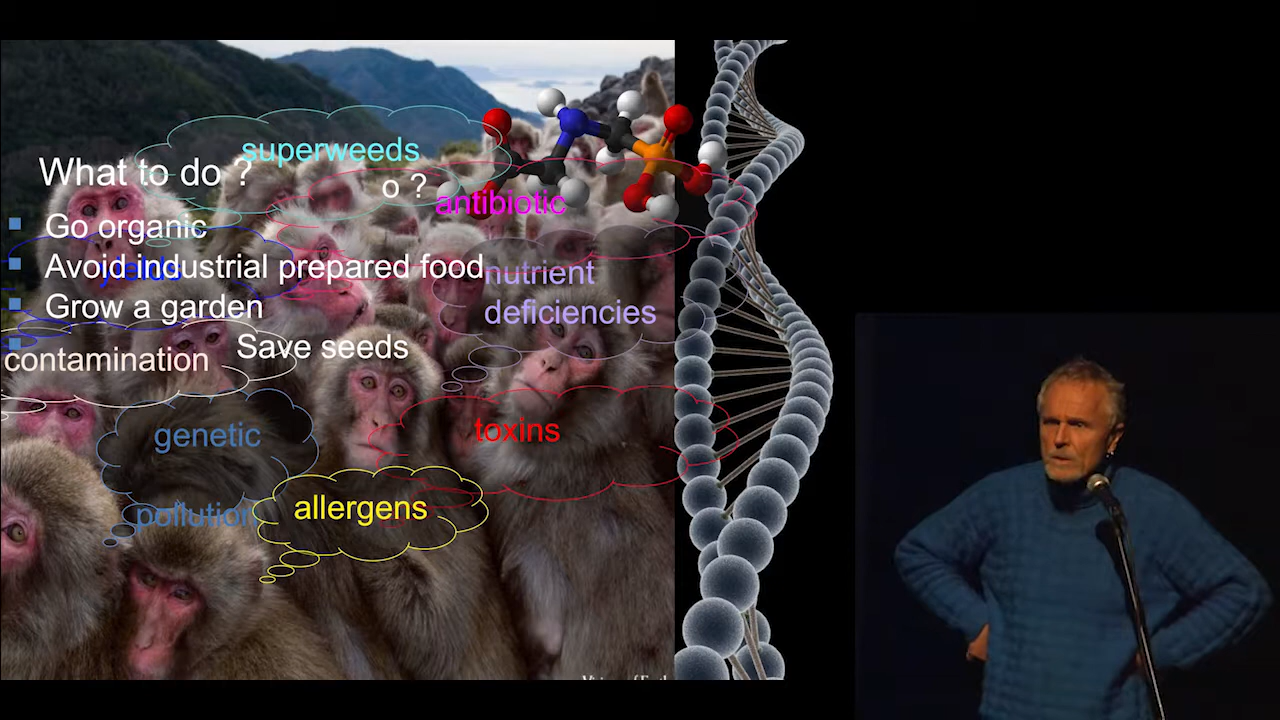 superweeds
What to do ?
o ?
antibiotic
Go organic
yields
Avoid industrial prepared food
nutrient
deficiencies
Grow a garden
Save seeds
contamination
genetic
toxins
allergens
pollution